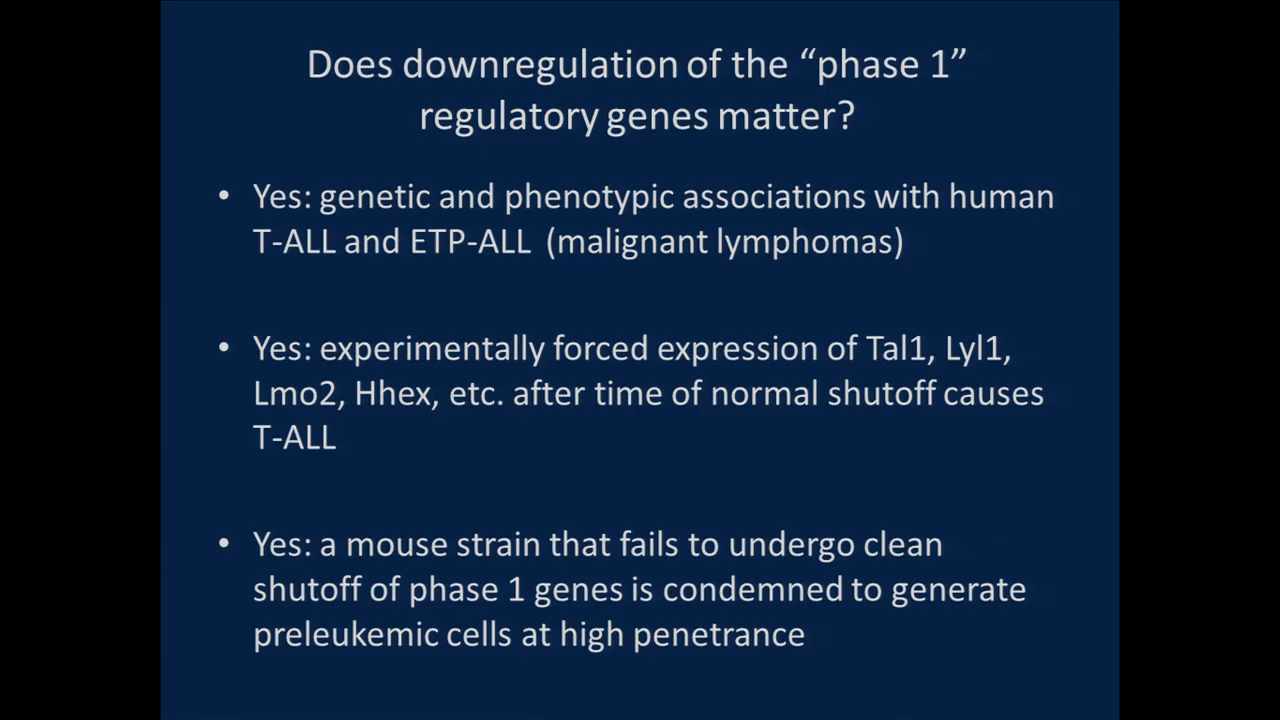 Does downregulation of the “phase 1”
regulatory genes matter?
• Yes: genetic and phenotypic associations with human
T-ALL and ETP-ALL (malignant lymphomas)
• Yes: experimentally forced expression of Tal1, Lyl1,
Lmo2, Hhex, etc. after time of normal shutoff causes
T-ALL
• Yes: a mouse strain that fails to undergo clean
shutoff of phase 1 genes is condemned to generate
preleukemic cells at high penetrance